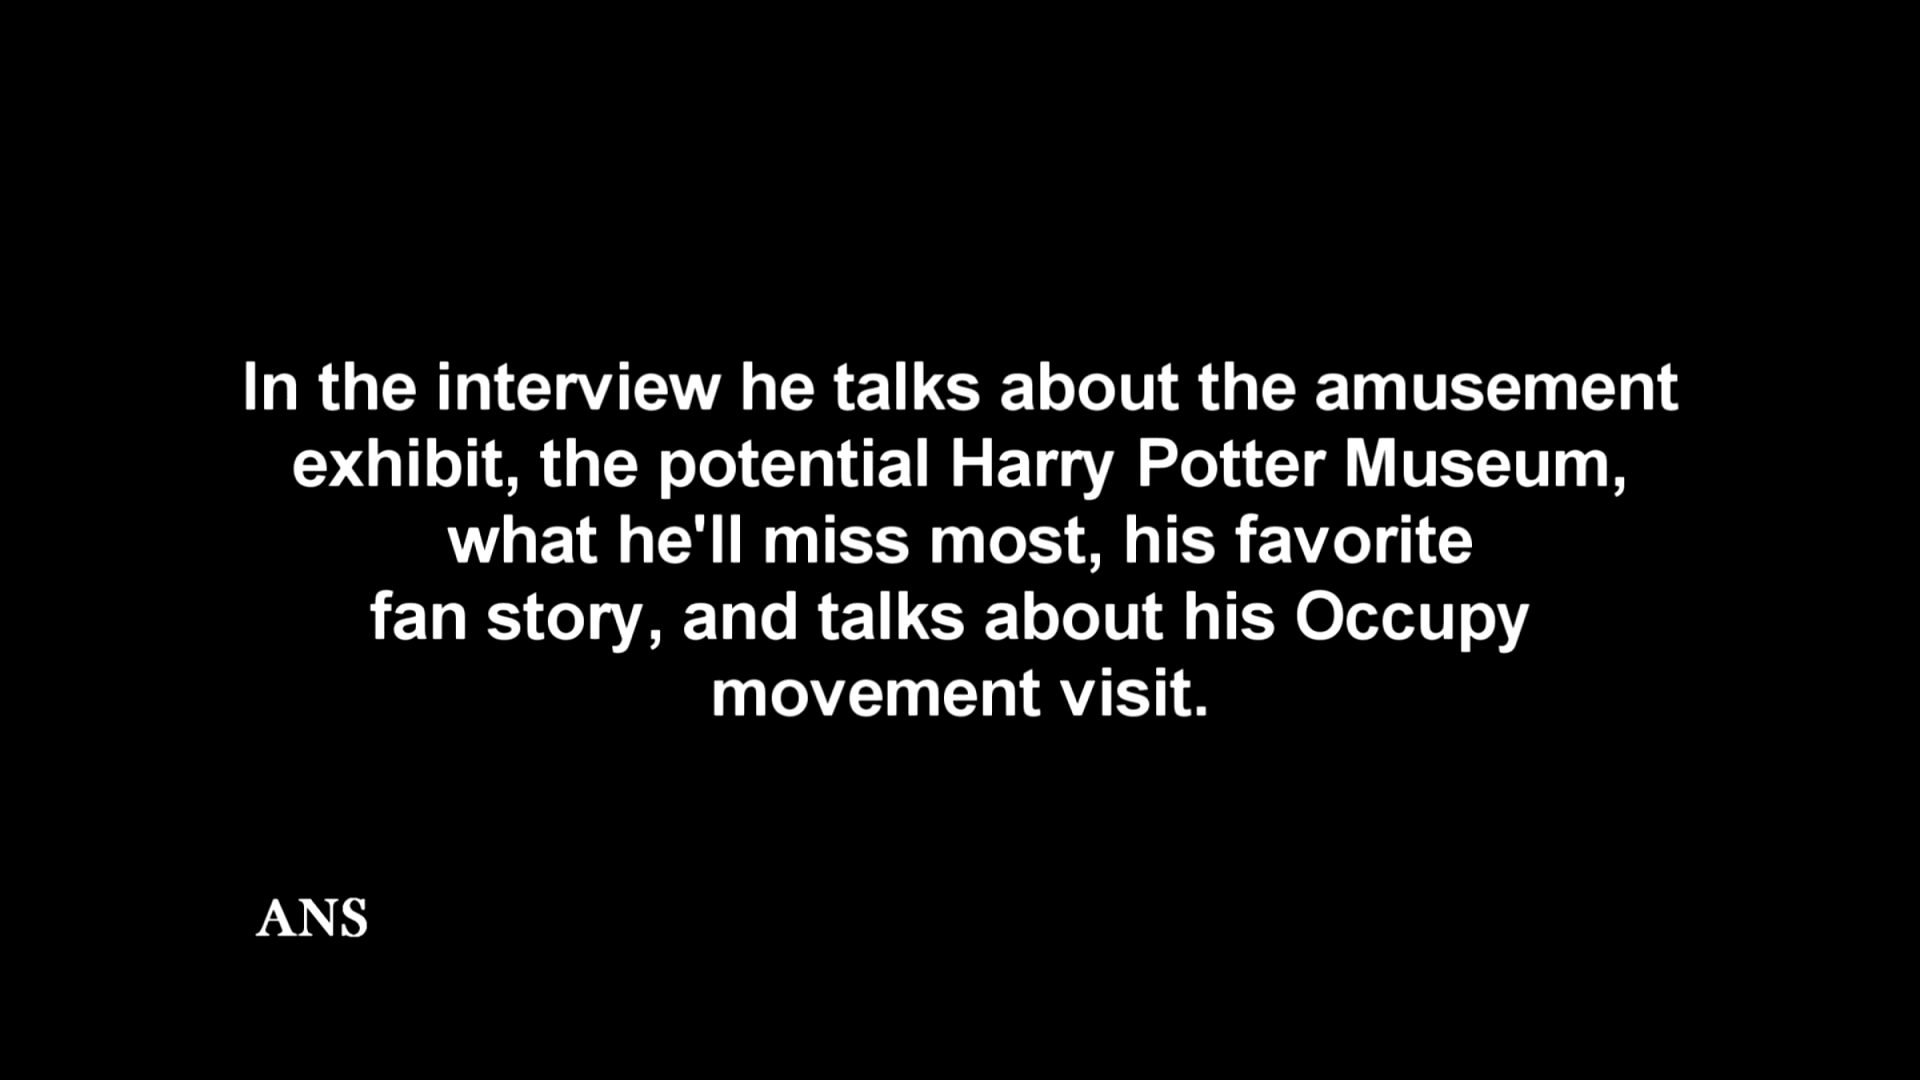 In the interview he talks about the amusement
exhibit, the potential Harry Potter Museum,
what he'll miss most, his favorite
fan story, and talks about his Occupy
movement visit.
ANS